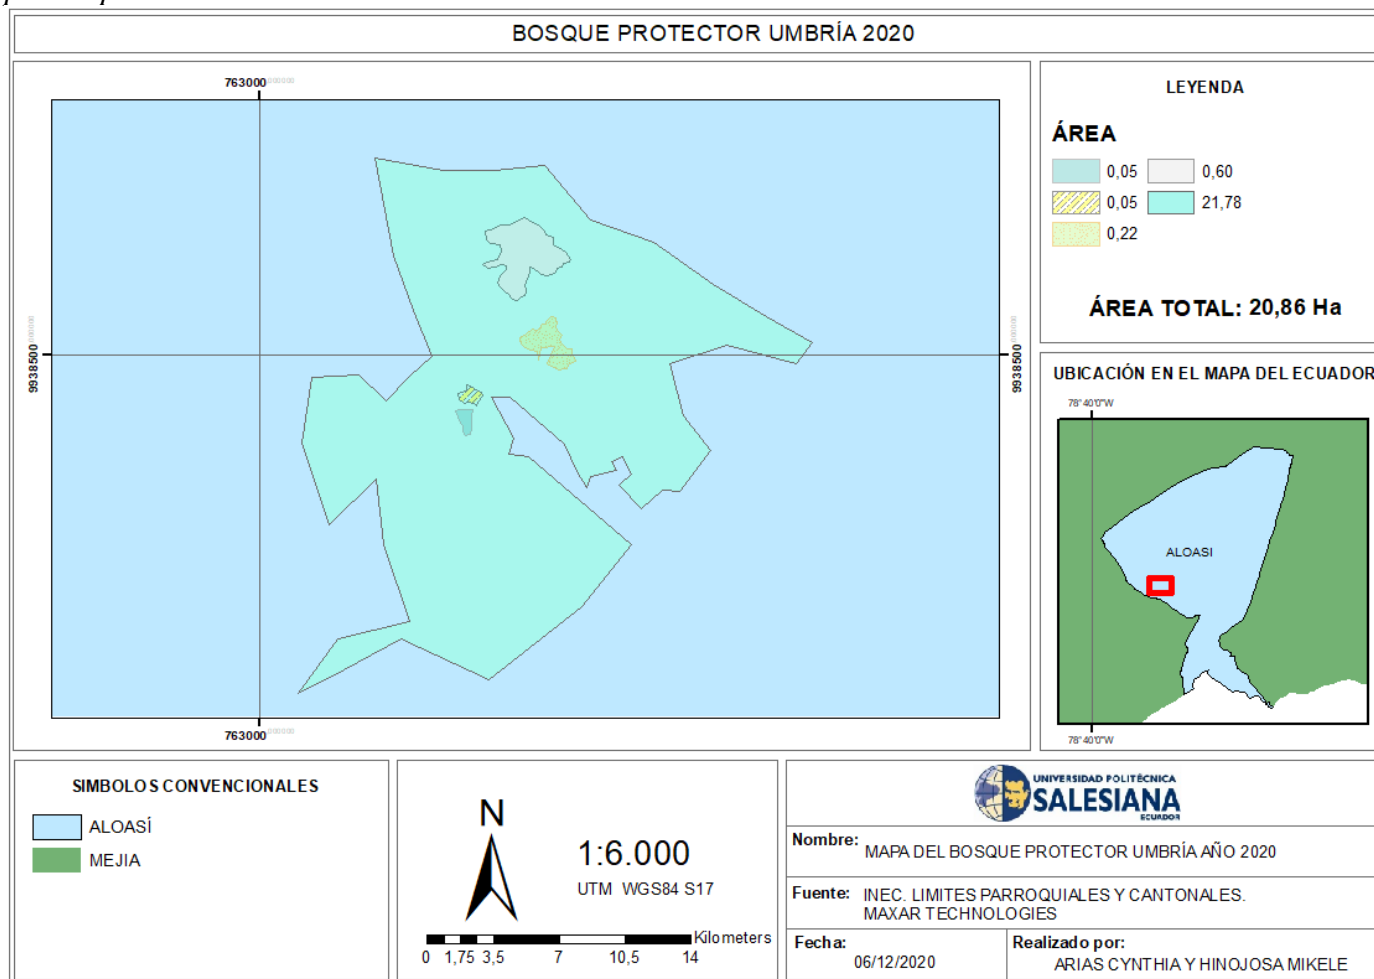 BOSQUE PROTECTOR UMBRÍA 2020
763000
9938500
9938500
763000
LEYENDA
ÁREA
0,05
0,60
0,05
21,78
0,22
ÁREA TOTAL: 20,86 Ha
UBICACIÓN EN EL MAPA DEL ECUADOR
78°40'0"W
ALOASI
78°40'0"W
SIMBOLOS CONVENCIONALES
ALOASÍ
MEJIA
N
1:6.000
UTM WGS84 S17
Kilometers
0 1,75 3,5 7 10,5 14
UNIVERSIDAD POLITÉCNICA
SALESIANA
ECUADOR
Nombre: MAPA DEL BOSQUE PROTECTOR UMBRÍA AÑO 2020
Fuente: INEC. LIMITES PARROQUIALES Y CANTONALES.
MAXAR TECHNOLOGIES
Fecha:
06/12/2020
Realizado por:
ARIAS CYNTHIA Y HINOJOSA MIKELE